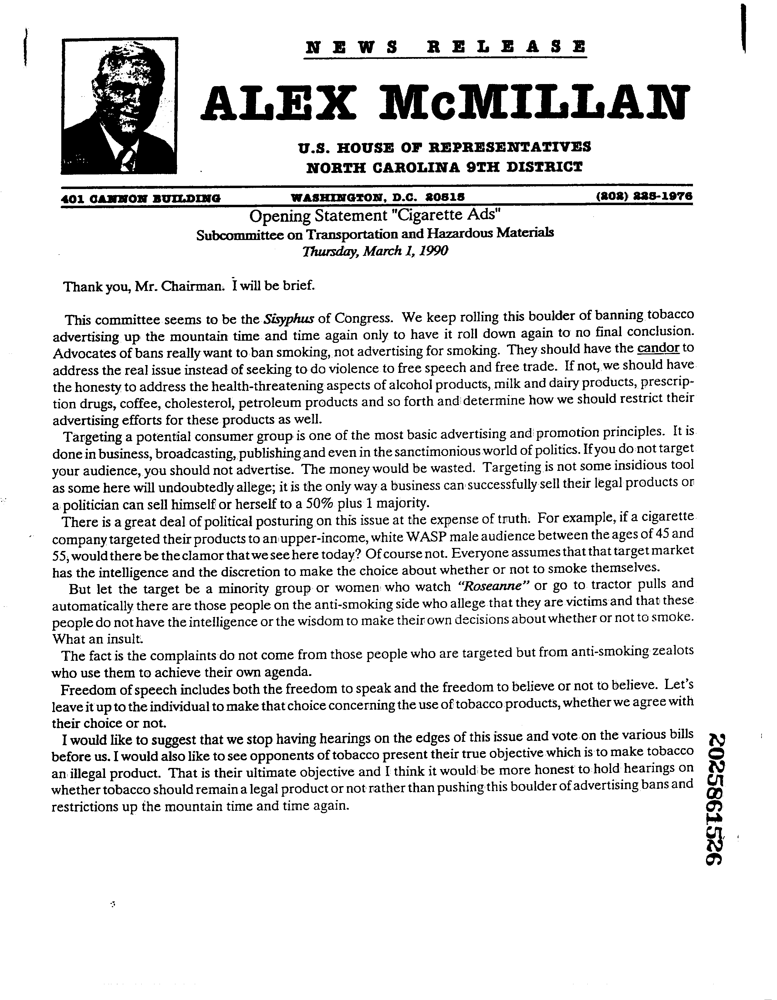 NEWS RELEASE
ALEX McMILLAN
U.S. HOUSE OF REPRESENTATIVES
NORTH CAROLINA 9TH DISTRICT
401 CANNON BUILDING WASHINGTON, D.C. 20515 (202) 225-1976
Opening Statement "Cigarette Ads"
Subcommittee on Transportation and Hazardous Materials
Thursday, March 1, 1990
Thank you, Mr. Chairman. I will be brief.
This committee seems to be the Sisyphus of Congress. We keep rolling this boulder of banning tobacco
advertising up the mountain time and time again only to have it roll down again to no final conclusion.
Advocates of bans really want to ban smoking, not advertising for smoking. They should have the candor to
address the real issue instead of seeking to do violence to free speech and free trade. If not, we should have
the honesty to address the health-threatening aspects of alcohol products, milk and dairy products, prescrip-
tion drugs, coffee, cholesterol, petroleum products and so forth and determine how we should restrict their
advertising efforts for these products as well.
Targeting a potential consumer group is one of the most basic advertising and promotion principles. It is
done in business, broadcasting, publishing and even in the sanctimonious world of politics. If you do not target
your audience, you should not advertise. The money would be wasted. Targeting is not some insidious tool
as some here will undoubtedly allege; it is the only way a business can successfully sell their legal products or
a politician can sell himself or herself to a 50% plus 1 majority.
There is a great deal of political posturing on this issue at the expense of truth. For example, if a cigarette
company targeted their products to an upper-income, white WASP male audience between the ages of 45 and
55, would there be the clamor that we see here today? Of course not. Everyone assumes that that target market
has the intelligence and the discretion to make the choice about whether or not to smoke themselves.
But let the target be a minority group or women who watch "Roseanne" or go to tractor pulls and
automatically there are those people on the anti-smoking side who allege that they are victims and that these
people do not have the intelligence or the wisdom to make their own decisions about whether or not to smoke.
What an insult.
The fact is the complaints do not come from those people who are targeted but from anti-smoking zealots
who use them to achieve their own agenda.
Freedom of speech includes both the freedom to speak and the freedom to believe or not to believe. Let's
leave it up to the individual to make that choice concerning the use of tobacco products, whether we agree with
their choice or not.
I would like to suggest that we stop having hearings on the edges of this issue and vote on the various bills
before us. I would also like to see opponents of tobacco present their true objective which is to make tobacco
an illegal product. That is their ultimate objective and I think it would be more honest to hold hearings on
whether tobacco should remain a legal product or not rather than pushing this boulder of advertising bans and
restrictions up the mountain time and time again.
2025861526